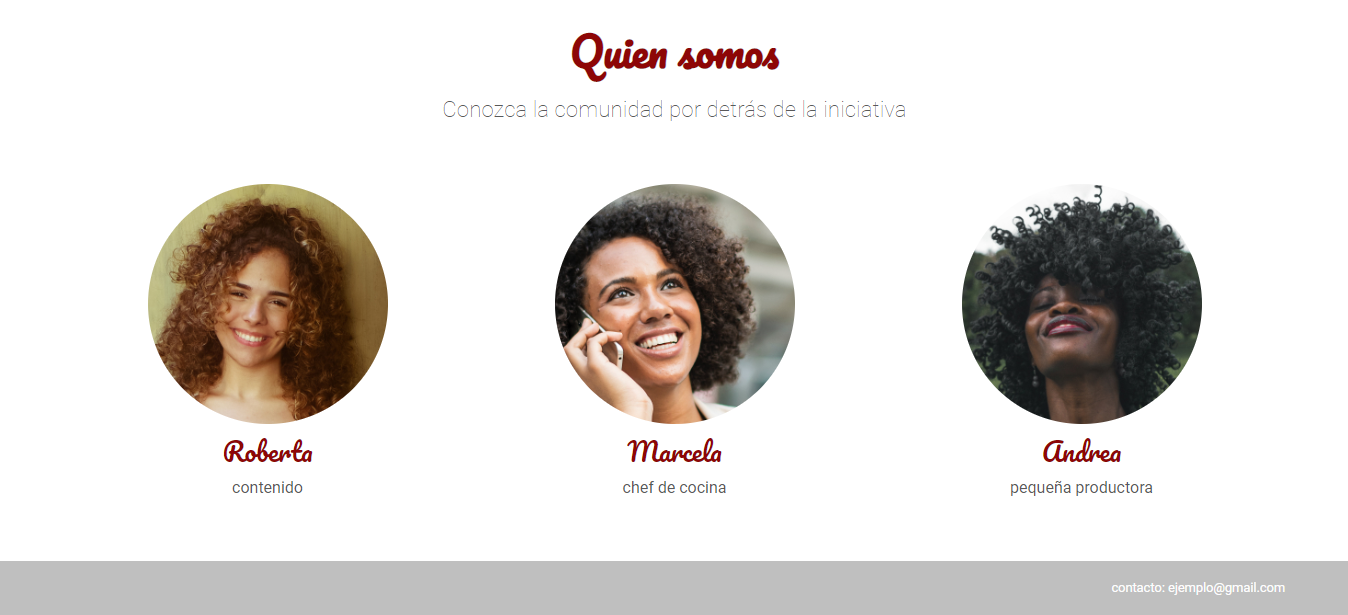 Quien somos
Conozca la comunidad por detrás de la iniciativa
Roberta
Marcela
Andrea
contenido
chef de cocina
pequeña productora
contacto: ejemplo@gmail.com